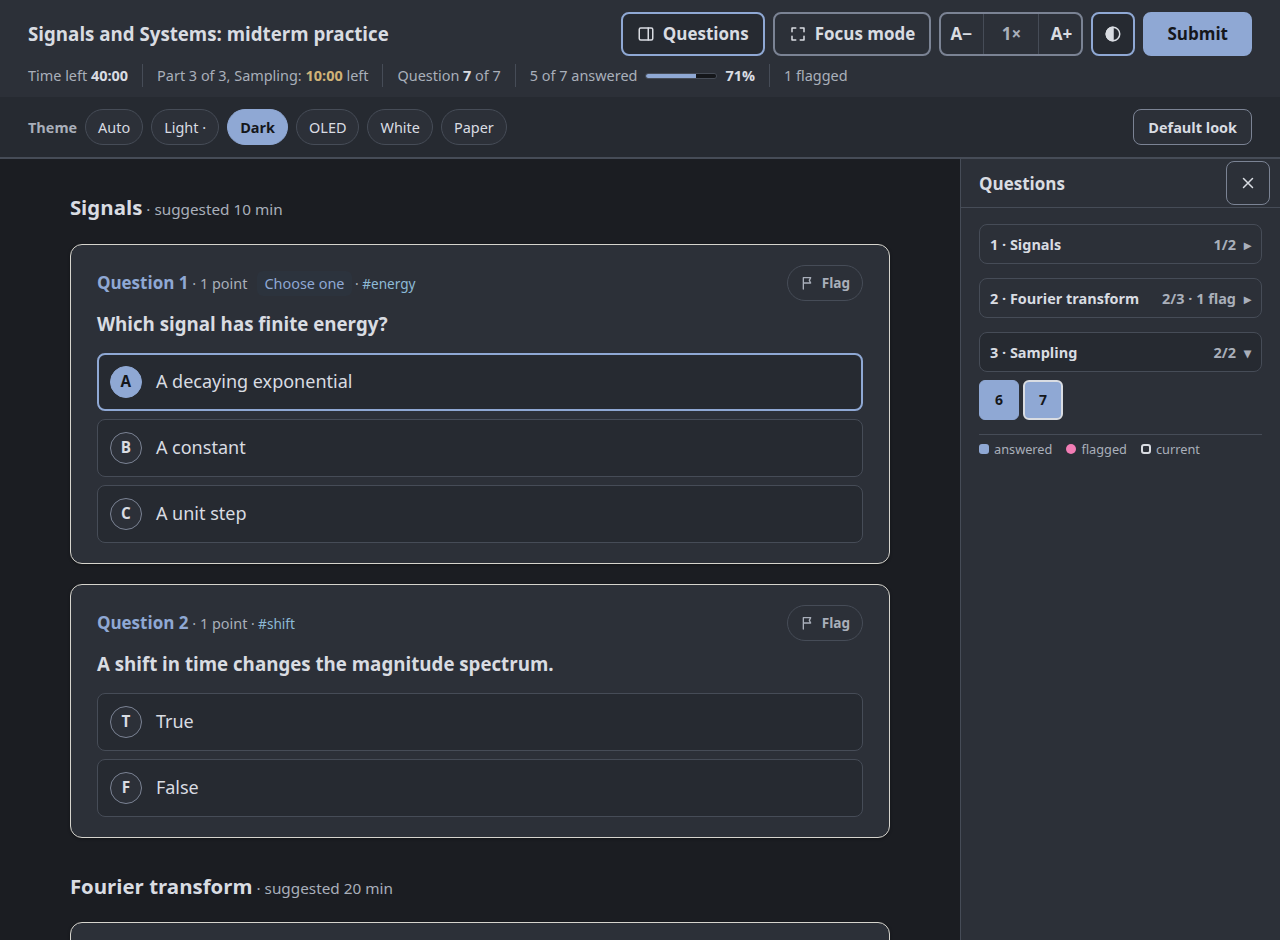 Signals and Systems: midterm practice
Questions
Focus mode
A− 1× A+
Submit
Time left 40:00
Part 3 of 3, Sampling: 10:00 left
Question 7 of 7
5 of 7 answered 71%
1 flagged
Theme Auto Light · Dark OLED White Paper
Default look
Signals · suggested 10 min
Question 1 · 1 point Choose one · #energy
Flag
Which signal has finite energy?
A A decaying exponential
B A constant
C A unit step
Question 2 · 1 point · #shift
Flag
A shift in time changes the magnitude spectrum.
T True
F False
Fourier transform · suggested 20 min
Questions
1 · Signals 1/2 ▸
2 · Fourier transform 2/3 · 1 flag ▸
3 · Sampling 2/2 ▾
6 7
answered flagged current